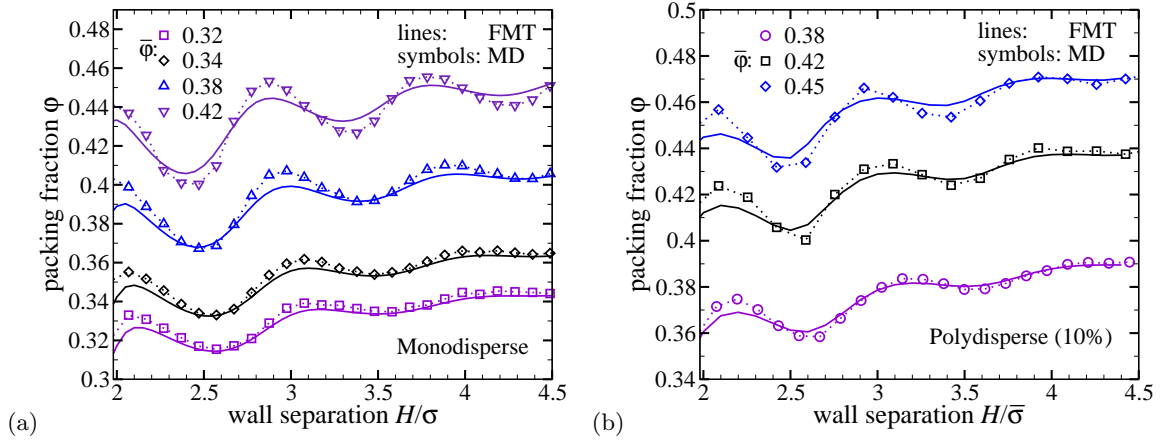 0.48
0.46
0.44
0.42
0.4
0.38
0.36
0.34
0.32
0.3
packing fraction φ
φ̄:
0.32
0.34
0.38
0.42
lines: FMT
symbols: MD
Monodisperse
2 2.5 3 3.5 4 4.5
wall separation H/σ
(a)
0.5
0.48
0.46
0.44
0.42
0.4
0.38
0.36
0.34
packing fraction φ
φ̄:
0.38
0.42
0.45
lines: FMT
symbols: MD
Polydisperse (10%)
2 2.5 3 3.5 4 4.5
wall separation H/σ̄
(b)